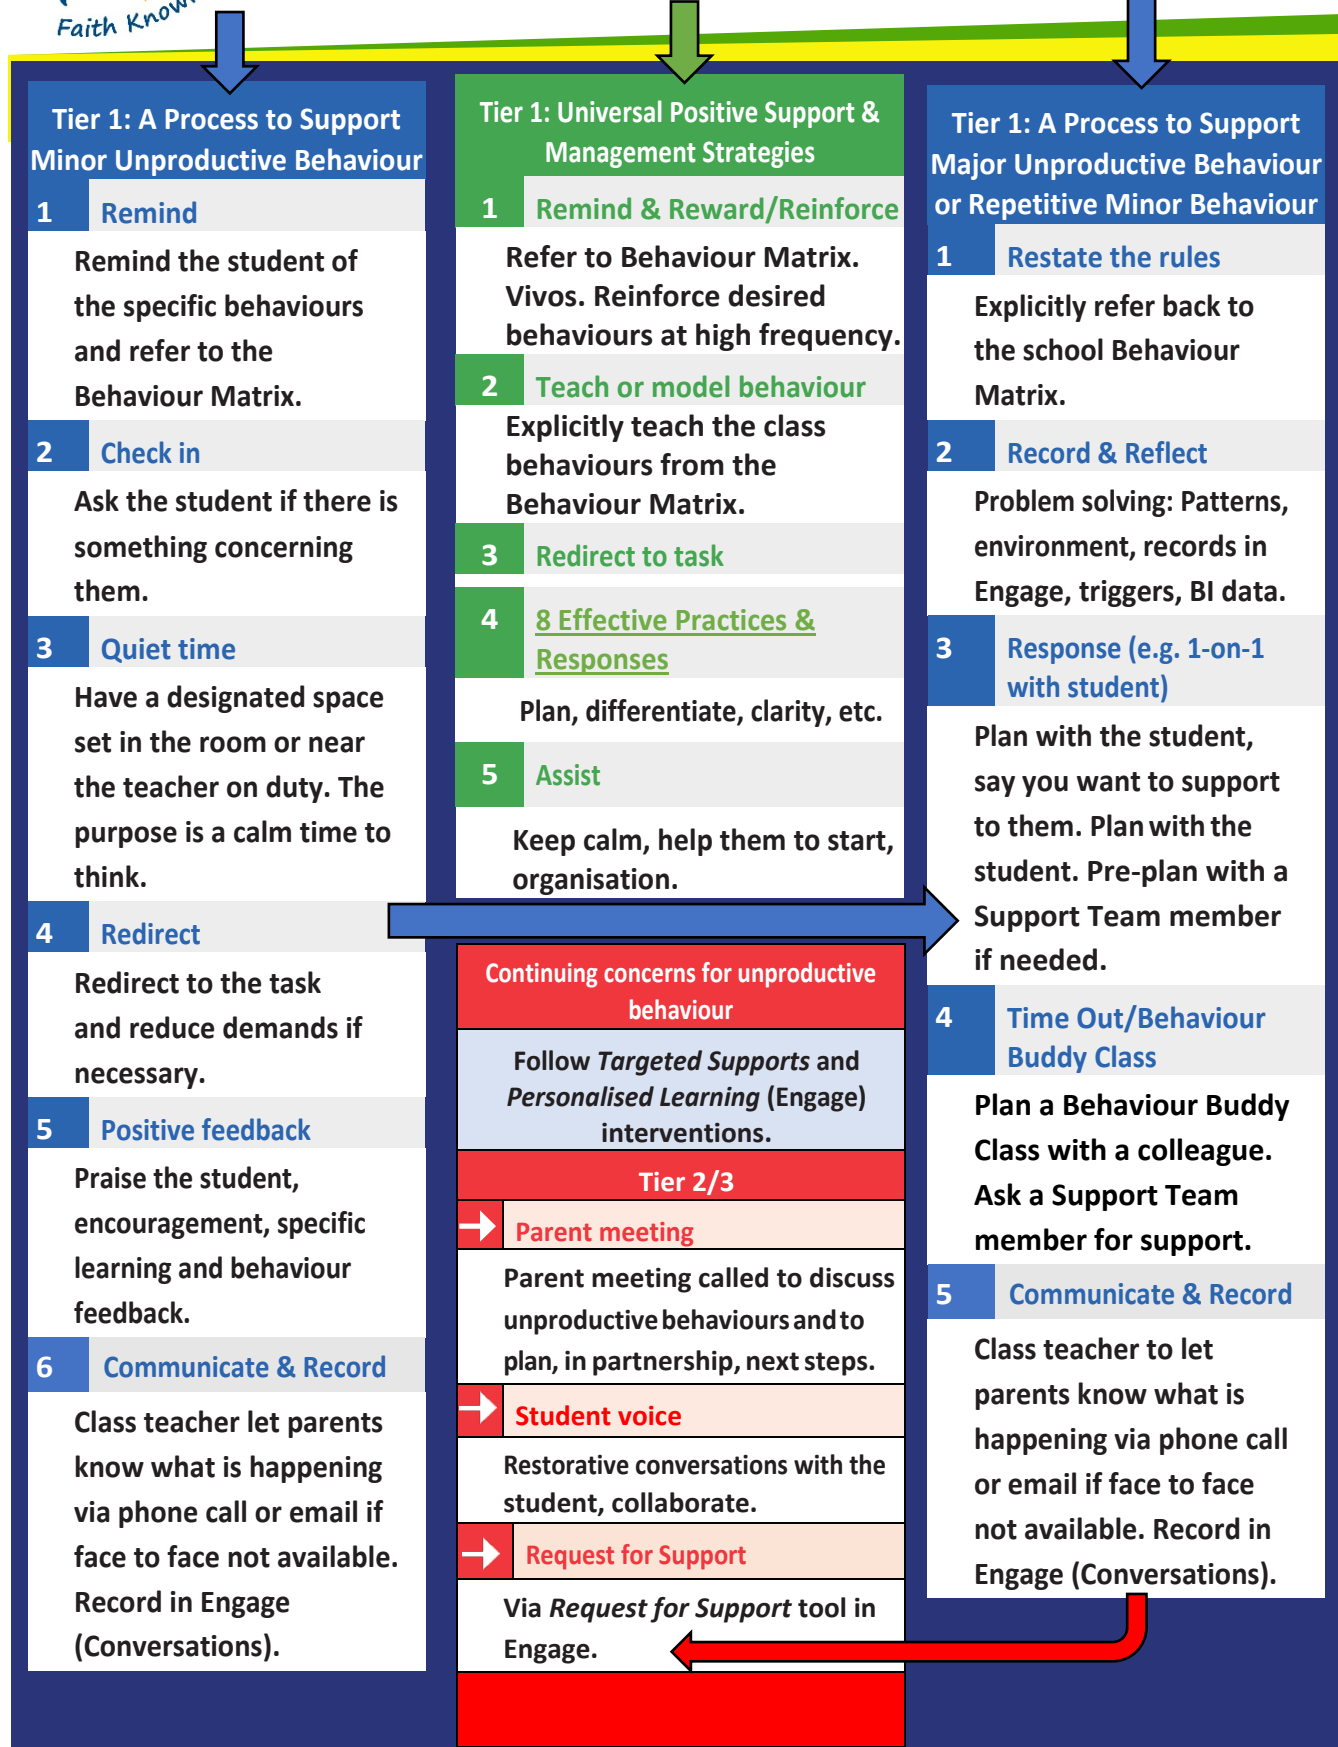 Faith
Tier 1: A Process to Support
Minor Unproductive Behaviour
1 Remind
Remind the student of
the specific behaviours
and refer to the
Behaviour Matrix.
2 Check in
Ask the student if there is
something concerning
them.
3 Quiet time
Have a designated space
set in the room or near
the teacher on duty. The
purpose is a calm time to
think.
4 Redirect
Redirect to the task
and reduce demands if
necessary.
5 Positive feedback
Praise the student,
encouragement, specific
learning and behaviour
feedback.
6 Communicate & Record
Class teacher let parents
know what is happening
via phone call or email if
face to face not available.
Record in Engage
(Conversations).
Tier 1: Universal Positive Support &
Management Strategies
1 Remind & Reward/Reinforce
Refer to Behaviour Matrix.
Vivos. Reinforce desired
behaviours at high frequency.
2 Teach or model behaviour
Explicitly teach the class
behaviours from the
Behaviour Matrix.
3 Redirect to task
4 8 Effective Practices &
Responses
Plan, differentiate, clarity, etc.
5 Assist
Keep calm, help them to start,
organisation.
Continuing concerns for unproductive
behaviour
Follow Targeted Supports and
Personalised Learning (Engage)
interventions.
Tier 2/3
Parent meeting
Parent meeting called to discuss
unproductive behaviours and to
plan, in partnership, next steps.
Student voice
Restorative conversations with the
student, collaborate.
Request for Support
Via Request for Support tool in
Engage.
Tier 1: A Process to Support
Major Unproductive Behaviour
or Repetitive Minor Behaviour
1 Restate the rules
Explicitly refer back to
the school Behaviour
Matrix.
2 Record & Reflect
Problem solving: Patterns,
environment, records in
Engage, triggers, BI data.
3 Response (e.g. 1-on-1
with student)
Plan with the student,
say you want to support
to them. Plan with the
student. Pre-plan with a
Support Team member
if needed.
4 Time Out/Behaviour
Buddy Class
Plan a Behaviour Buddy
Class with a colleague.
Ask a Support Team
member for support.
5 Communicate & Record
Class teacher to let
parents know what is
happening via phone call
or email if face to face
not available. Record in
Engage (Conversations).